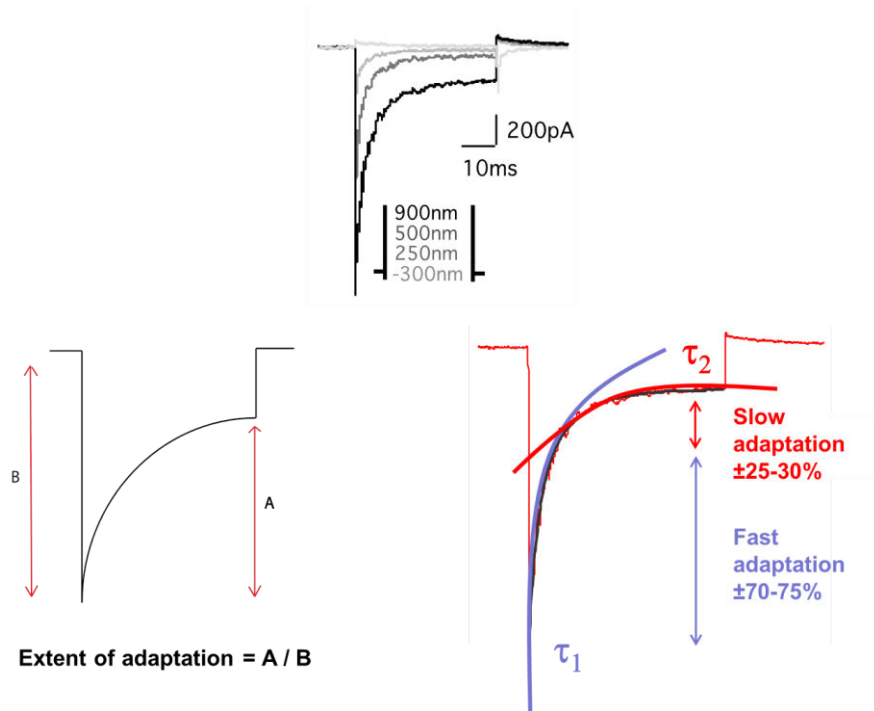 200pA
10ms
900nm
500nm
250nm
-300nm
B
A
Extent of adaptation = A / B
τ2
Slow
adaptation
±25-30%
Fast
adaptation
±70-75%
τ1